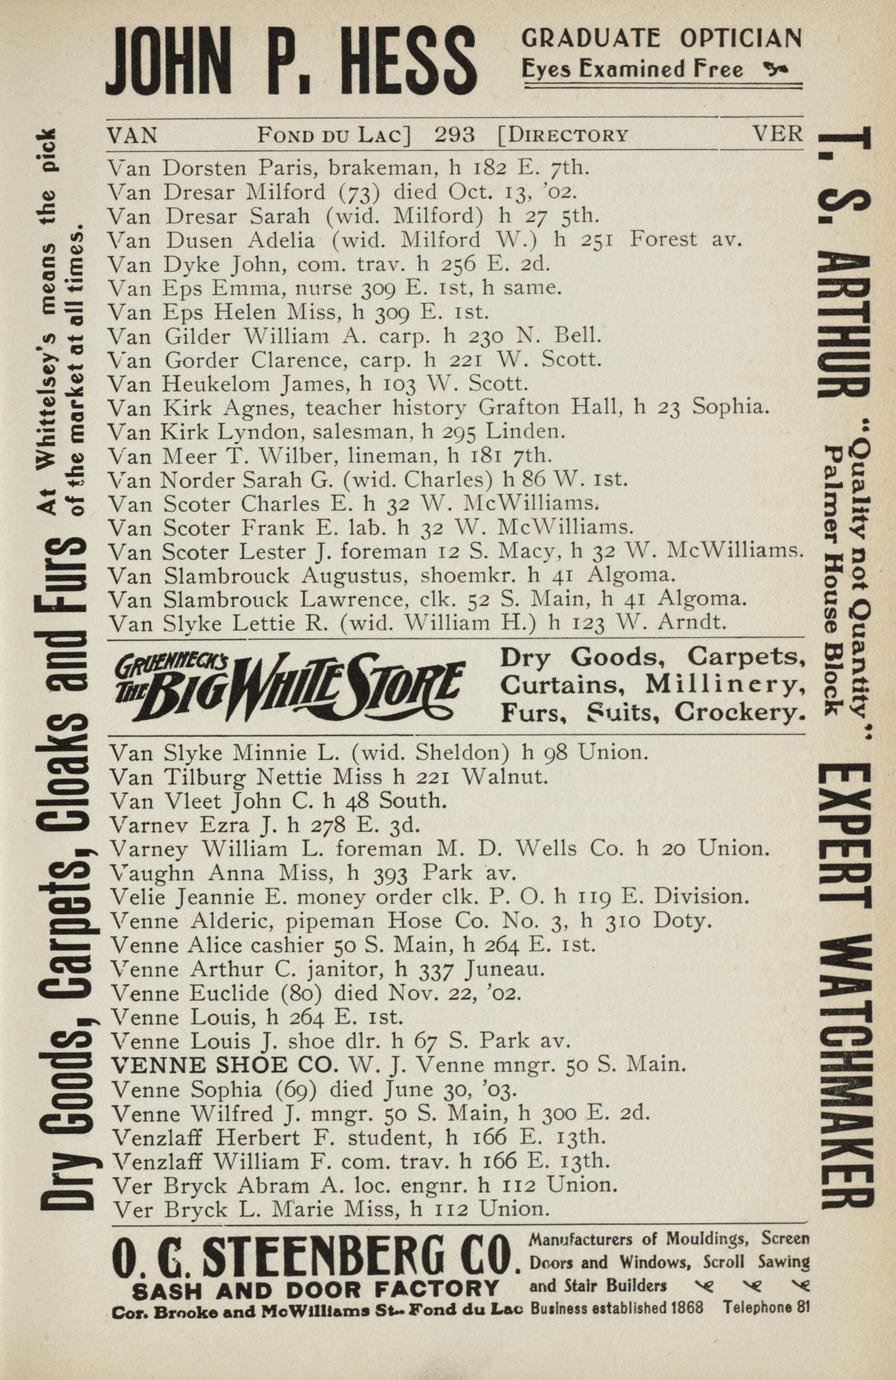 JOHN P. HESS
GRADUATE OPTICIAN
Eyes Examined Free
VAN FOND DU LAC] 293 [DIRECTORY VER
Van Dorsten Paris, brakeman, h 182 E. 7th.
Van Dresar Milford (73) died Oct. 13, '02.
Van Dresar Sarah (wid. Milford) h 27 5th.
Van Dusen Adelia (wid. Milford W.) h 251 Forest av.
Van Dyke John, com. trav. h 256 E. 2d.
Van Eps Emma, nurse 309 E. 1st, h same.
Van Eps Helen Miss, h 309 E. 1st.
Van Gilder William A. carp. h 230 N. Bell.
Van Gorder Clarence, carp. h 221 W. Scott.
Van Heukelom James, h 103 W. Scott.
Van Kirk Agnes, teacher history Grafton Hall, h 23 Sophia.
Van Kirk Lyndon, salesman, h 295 Linden.
Van Meer T. Wilber, lineman, h 181 7th.
Van Norder Sarah G. (wid. Charles) h 86 W. 1st.
Van Scoter Charles E. h 32 W. McWilliams.
Van Scoter Frank E. lab. h 32 W. McWilliams.
Van Scoter Lester J. foreman 12 S. Macy, h 32 W. McWilliams.
Van Slambrouck Augustus, shoemkr. h 41 Algoma.
Van Slambrouck Lawrence, clk. 52 S. Main, h 41 Algoma.
Van Slyke Lettie R. (wid. William H.) h 123 W. Arndt.
GRUENHECK'S
THE BIG WHITE STORE
Dry Goods, Carpets,
Curtains, Millinery,
Furs, Suits, Crockery.
Van Slyke Minnie L. (wid. Sheldon) h 98 Union.
Van Tilburg Nettie Miss h 221 Walnut.
Van Vleet John C. h 48 South.
Varnev Ezra J. h 278 E. 3d.
Varney William L. foreman M. D. Wells Co. h 20 Union.
Vaughn Anna Miss, h 393 Park av.
Velie Jeannie E. money order clk. P. O. h 119 E. Division.
Venne Alderic, pipeman Hose Co. No. 3, h 310 Doty.
Venne Alice cashier 50 S. Main, h 264 E. 1st.
Venne Arthur C. janitor, h 337 Juneau.
Venne Euclide (80) died Nov. 22, '02.
Venne Louis, h 264 E. 1st.
Venne Louis J. shoe dlr. h 67 S. Park av.
VENNE SHOE CO. W. J. Venne mngr. 50 S. Main.
Venne Sophia (69) died June 30, '03.
Venne Wilfred J. mngr. 50 S. Main, h 300 E. 2d.
Venzlaff Herbert F. student, h 166 E. 13th.
Venzlaff William F. com. trav. h 166 E. 13th.
Ver Bryck Abram A. loc. engnr. h 112 Union.
Ver Bryck L. Marie Miss, h 112 Union.
O. C. STEENBERG CO.
SASH AND DOOR FACTORY
Cor. Brooke and McWilliams St.. Fond du Lac
Manufacturers of Mouldings, Screen
Doors and Windows, Scroll Sawing
and Stair Builders
Business established 1868 Telephone 81
Dry Goods, Carpets, Cloaks and Furs
At Whittelsey's means the pick
of the market at all times.
T. S. ARTHUR
"Quality not Quantity"
Palmer House Block
EXPERT WATCHMAKER